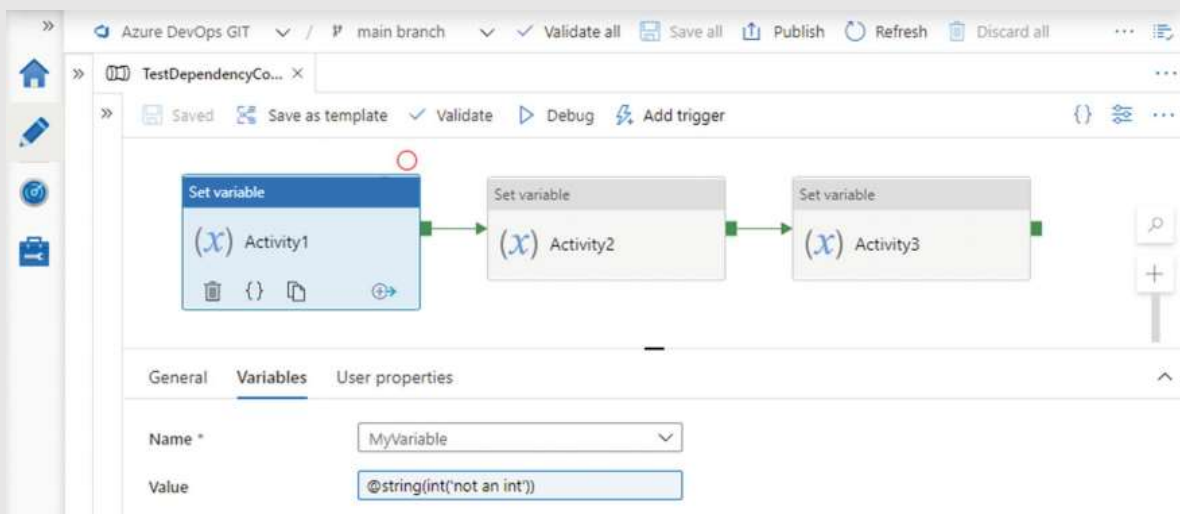 Azure DevOps GIT / main branch Validate all Save all Publish Refresh Discard all ...
TestDependencyCo... ...
Saved Save as template Validate Debug Add trigger {} ...
Set variable Set variable Set variable
(x) Activity1 (x) Activity2 (x) Activity3
{}
General Variables User properties
Name * MyVariable
Value @string(int('not an int'))